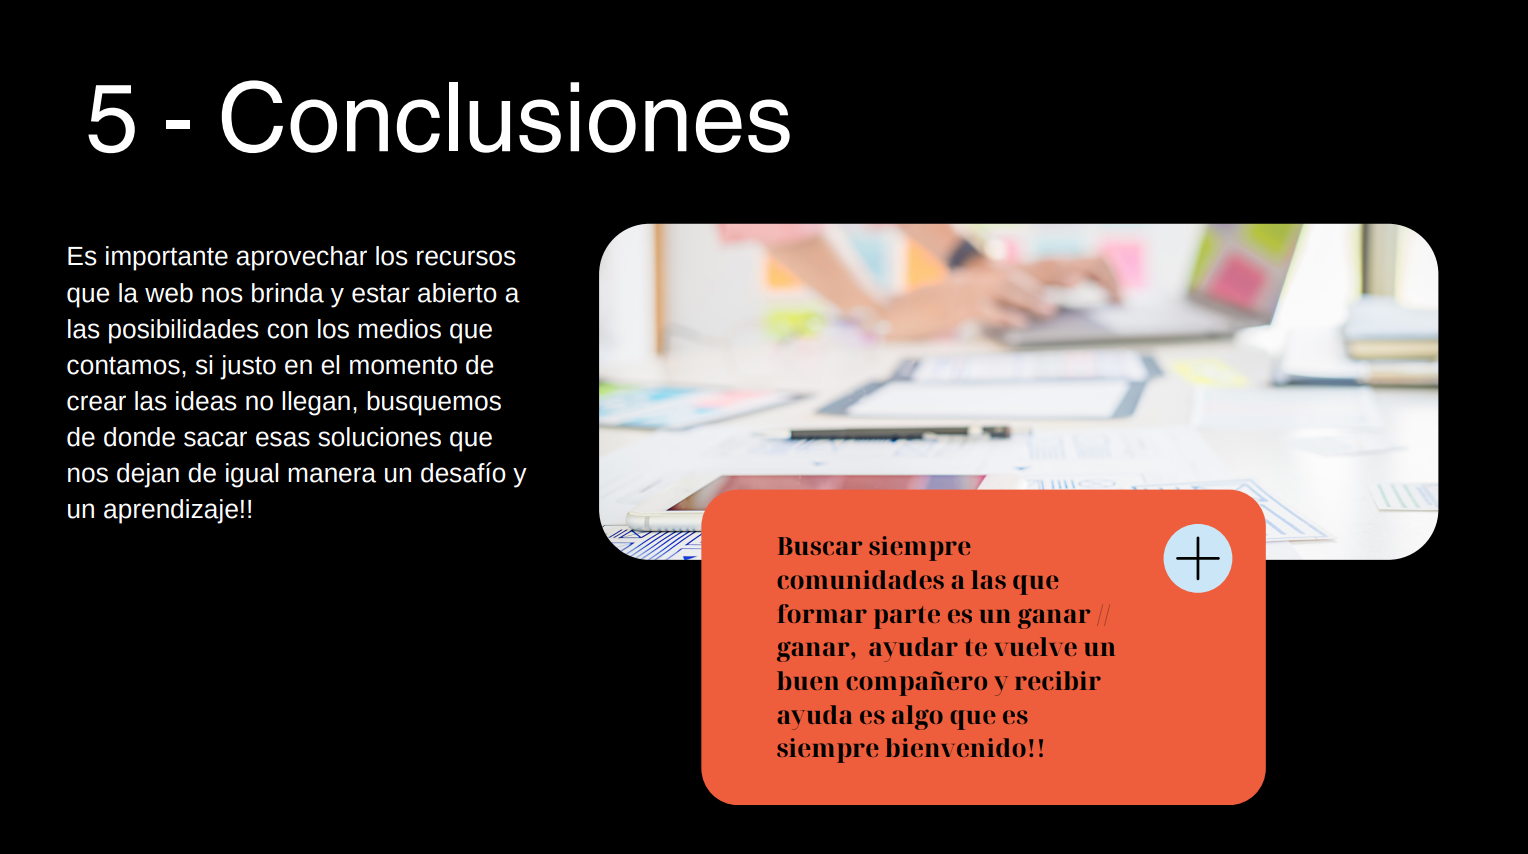 5 - Conclusiones
Es importante aprovechar los recursos
que la web nos brinda y estar abierto a
las posibilidades con los medios que
contamos, si justo en el momento de
crear las ideas no llegan, busquemos
de donde sacar esas soluciones que
nos dejan de igual manera un desafío y
un aprendizaje!!
Buscar siempre
comunidades a las que
formar parte es un ganar //
ganar,  ayudar te vuelve un
buen compañero y recibir
ayuda es algo que es
siempre bienvenido!!